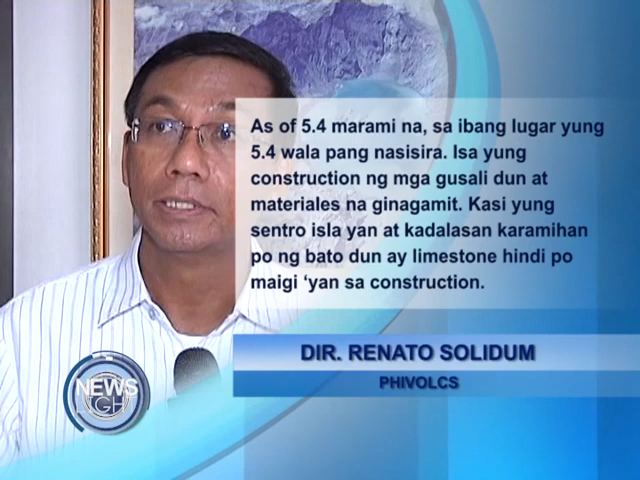 As of 5.4 marami na, sa ibang lugar yung
5.4 wala pang nasisira. Isa yung
construction ng mga gusali dun at
materiales na ginagamit. Kasi yung
sentro isla yan at kadalasan karamihan
po ng bato dun ay limestone hindi po
maigi ‘yan sa construction.
DIR. RENATO SOLIDUM
PHIVOLCS
NEWS
GH